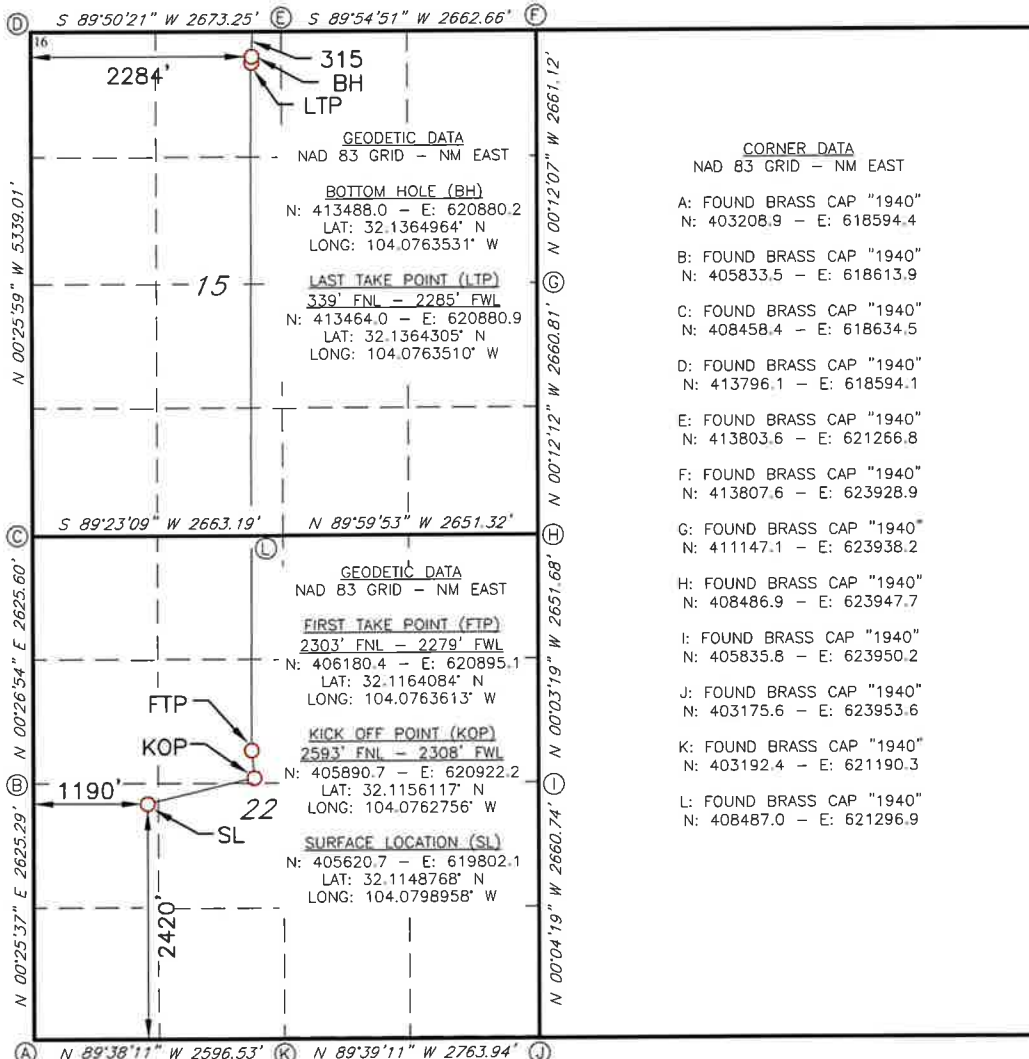 D S 89°50'21" W 2673.25' E S 89°54'51" W 2662.66' F
16
2284'
315
BH
LTP
N 00°25'59" W 5339.01'
15
GEODETIC DATA
NAD 83 GRID – NM EAST
BOTTOM HOLE (BH)
N: 413488.0 – E: 620880.2
LAT: 32.1364964° N
LONG: 104.0763531° W
LAST TAKE POINT (LTP)
339' FNL – 2285' FWL
N: 413464.0 – E: 620880.9
LAT: 32.1364305° N
LONG: 104.0763510° W
N 00°12'07" W 2661.12'
G
N 00°12'12" W 2660.81'
C S 89°23'09" W 2663.19' L N 89°59'53" W 2651.32' H
N 00°26'54" E 2625.60'
GEODETIC DATA
NAD 83 GRID – NM EAST
FIRST TAKE POINT (FTP)
2303' FNL – 2279' FWL
N: 406180.4 – E: 620895.1
LAT: 32.1164084° N
LONG: 104.0763613° W
FTP
KOP
KICK OFF POINT (KOP)
2593' FNL – 2308' FWL
N: 405890.7 – E: 620922.2
LAT: 32.1156117° N
LONG: 104.0762756° W
N 00°03'19" W 2651.68'
B
I
1190'
22
SL
SURFACE LOCATION (SL)
N: 405620.7 – E: 619802.1
LAT: 32.1148768° N
LONG: 104.0798958° W
N 00°25'37" E 2625.29'
2420'
N 00°04'19" W 2660.74'
A N 89°38'11" W 2596.53' K N 89°39'11" W 2763.94' J
CORNER DATA
NAD 83 GRID – NM EAST
A: FOUND BRASS CAP "1940"
N: 403208.9 – E: 618594.4
B: FOUND BRASS CAP "1940"
N: 405833.5 – E: 618613.9
C: FOUND BRASS CAP "1940"
N: 408458.4 – E: 618634.5
D: FOUND BRASS CAP "1940"
N: 413796.1 – E: 618594.1
E: FOUND BRASS CAP "1940"
N: 413803.6 – E: 621266.8
F: FOUND BRASS CAP "1940"
N: 413807.6 – E: 623928.9
G: FOUND BRASS CAP "1940"
N: 411147.1 – E: 623938.2
H: FOUND BRASS CAP "1940"
N: 408486.9 – E: 623947.7
I: FOUND BRASS CAP "1940"
N: 405835.8 – E: 623950.2
J: FOUND BRASS CAP "1940"
N: 403175.6 – E: 623953.6
K: FOUND BRASS CAP "1940"
N: 403192.4 – E: 621190.3
L: FOUND BRASS CAP "1940"
N: 408487.0 – E: 621296.9